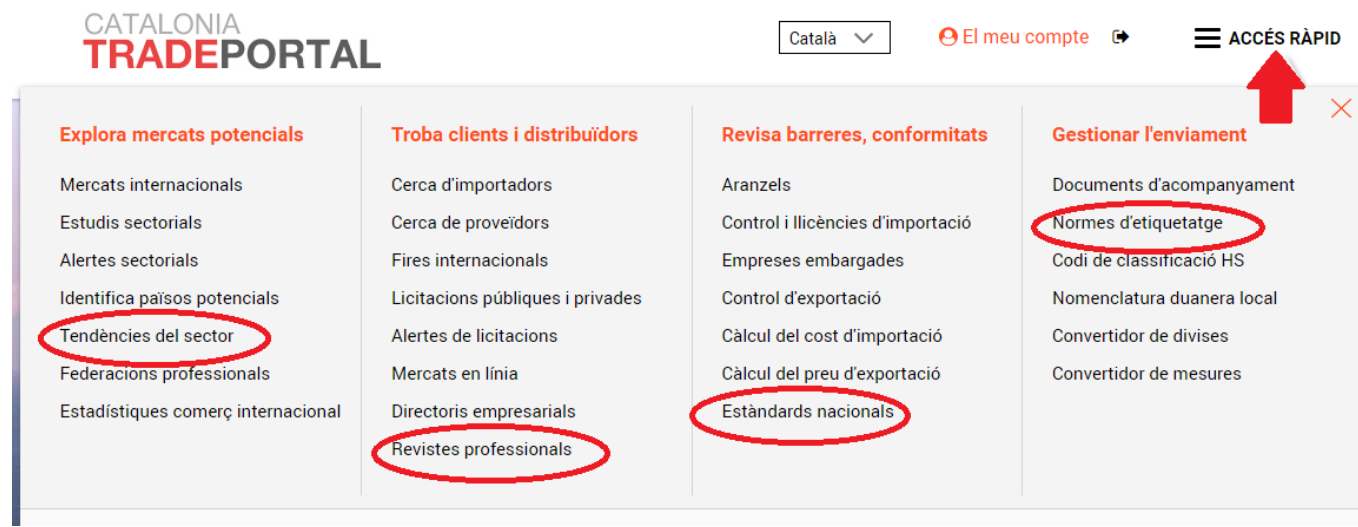 CATALONIA
TRADEPORTAL
Català
El meu compte
ACCÉS RÀPID
Explora mercats potencials
Mercats internacionals
Estudis sectorials
Alertes sectorials
Identifica països potencials
Tendències del sector
Federacions professionals
Estadístiques comerç internacional
Troba clients i distribuïdors
Cerca d'importadors
Cerca de proveïdors
Fires internacionals
Licitacions públiques i privades
Alertes de licitacions
Mercats en línia
Directoris empresarials
Revistes professionals
Revisa barreres, conformitats
Aranzels
Control i llicències d'importació
Empreses embargades
Control d'exportació
Càlcul del cost d'importació
Càlcul del preu d'exportació
Estàndards nacionals
Gestionar l'enviament
Documents d'acompanyament
Normes d'etiquetatge
Codi de classificació HS
Nomenclatura duanera local
Convertidor de divises
Convertidor de mesures